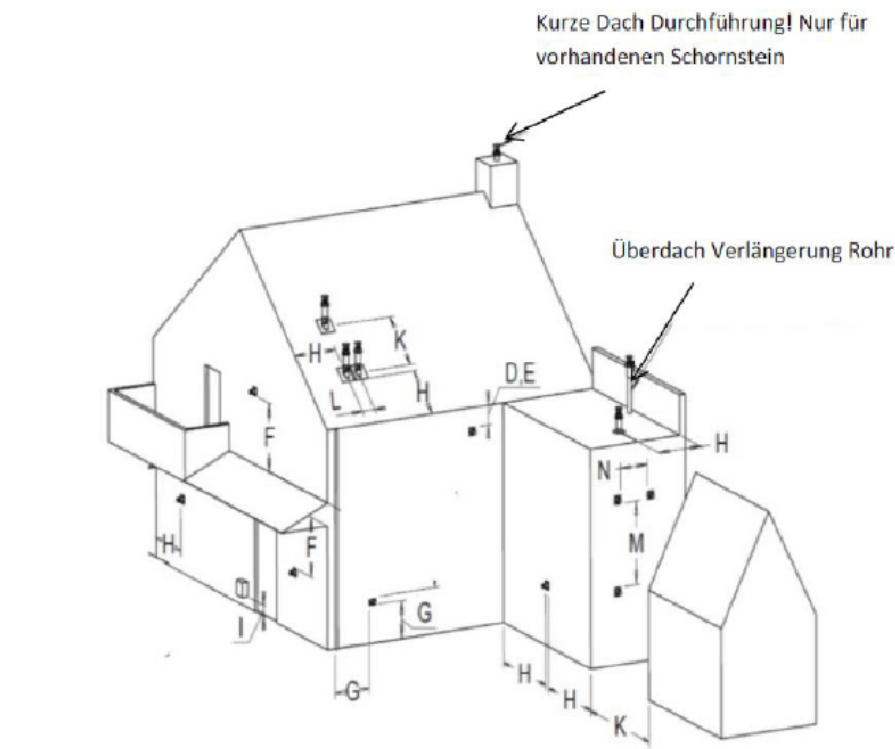 Kurze Dach Durchführung! Nur für
vorhandenen Schornstein
Überdach Verlängerung Rohr
K
H
D,E
L
H
F
H
N
M
H
F
I
G
G
H
H
K